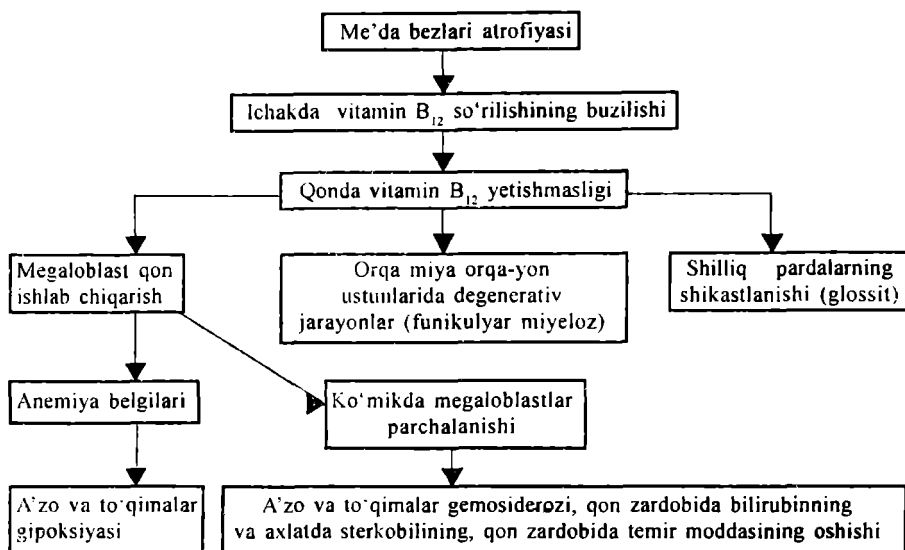 Me'da bezlari atrofiyasi
Ichakda vitamin B₁₂ so‘rilishining buzilishi
Qonda vitamin B₁₂ yetishmasligi
Megaloblast qon
ishlab chiqarish
Orqa miya orqa-yon
ustunlarida degenerativ
jarayonlar (funikulyar miyeloz)
Shilliq pardalarning
shikastlanishi (glossit)
Anemiya belgilari
Ko‘mikda megaloblastlar
parchalanishi
A'zo va to‘qimalar
gipoksiyasi
A'zo va to‘qimalar gemosiderozi, qon zardobida bilirubinning
va axlatda sterkobilining, qon zardobida temir moddasining oshishi